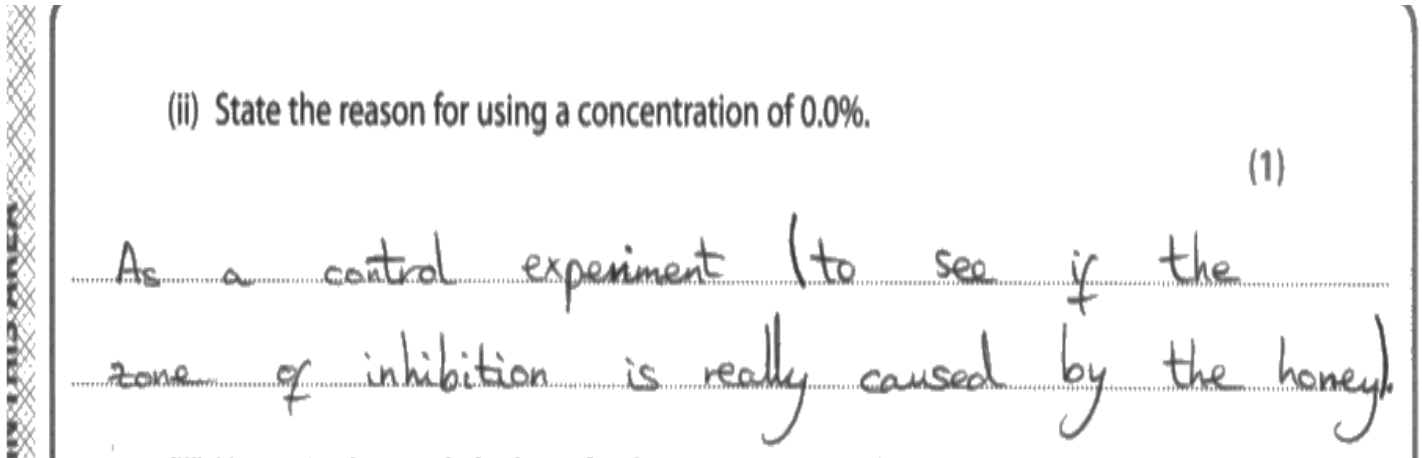 (ii) State the reason for using a concentration of 0.0%.
(1)
As a control experiment (to see if the
zone of inhibition is really caused by the honey).